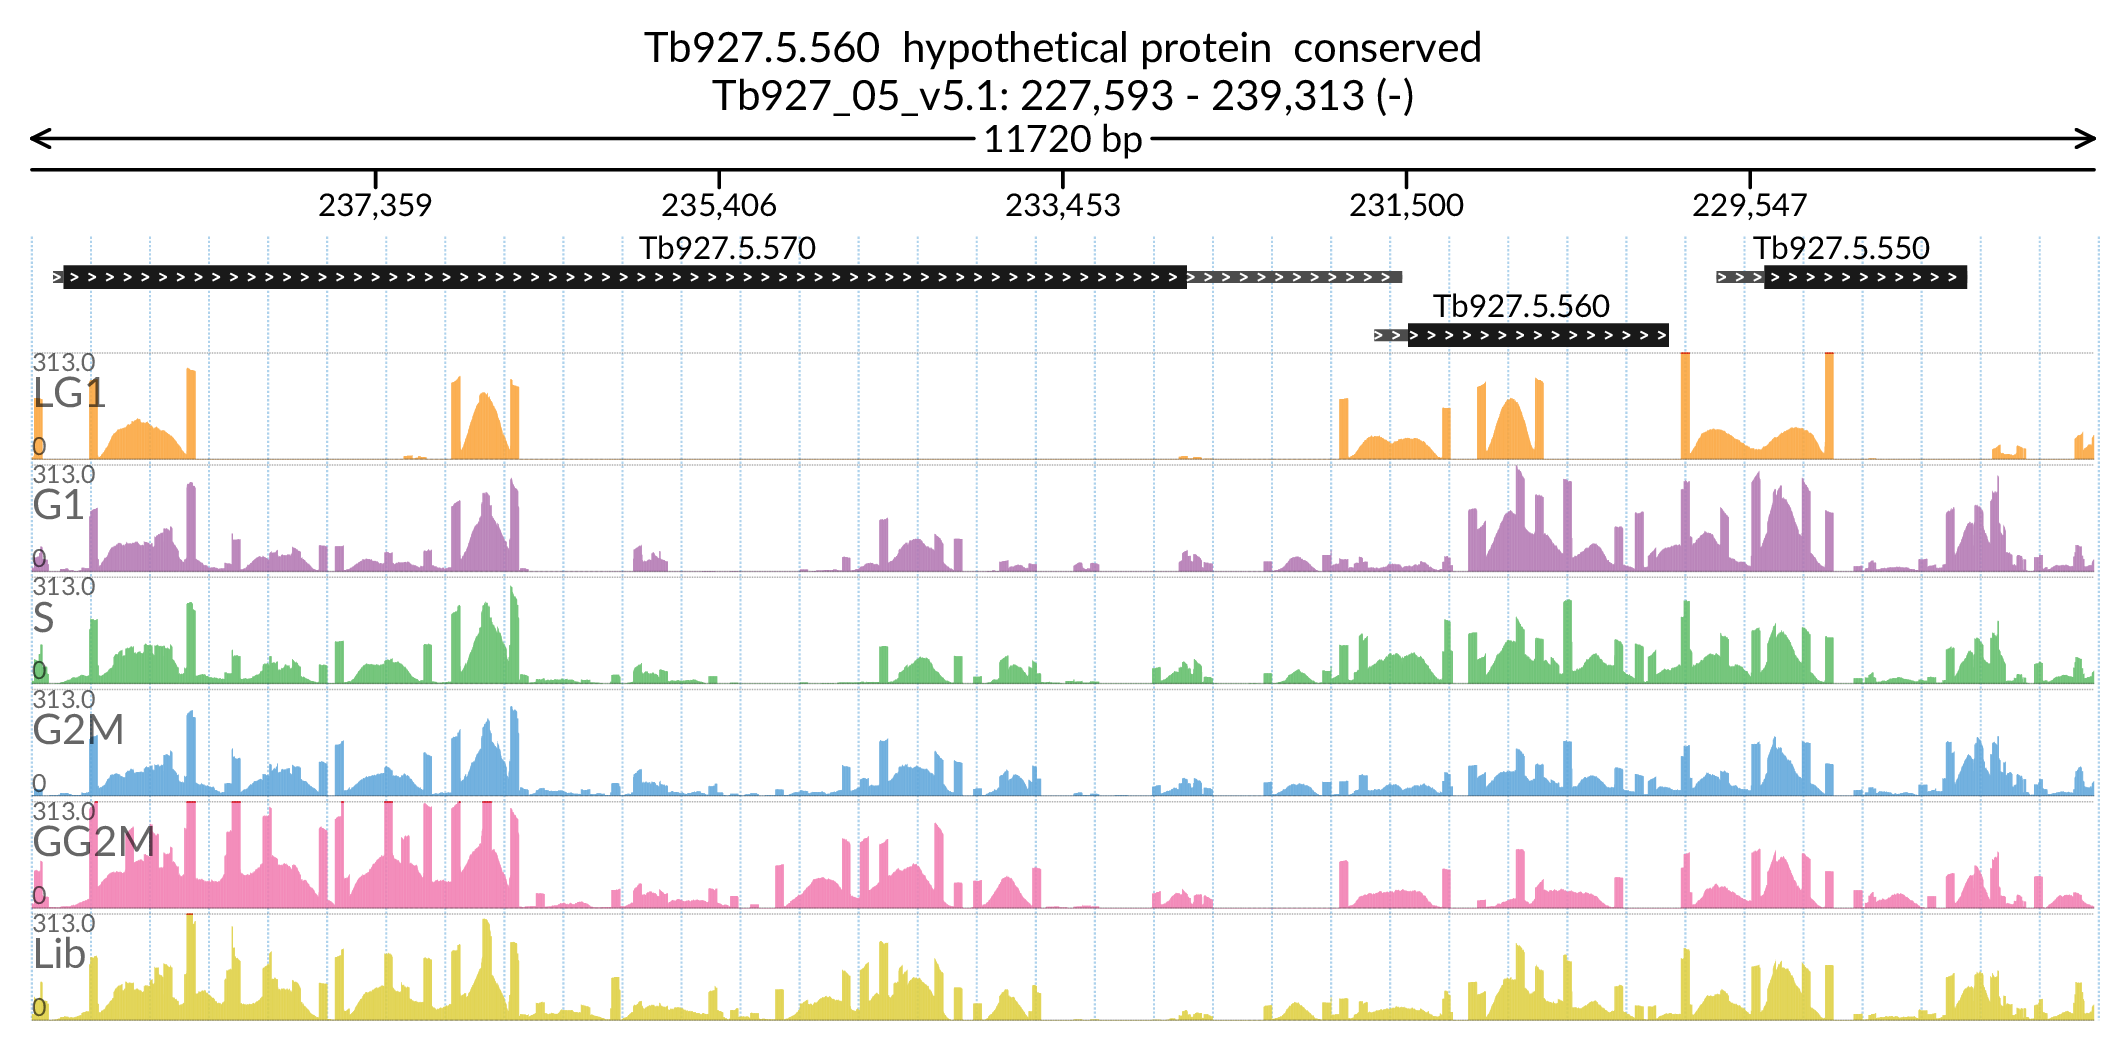 Tb927.5.560 hypothetical protein conserved
Tb927_05_v5.1: 227,593 - 239,313 (-)
11720 bp
237,359 235,406 233,453 231,500 229,547
Tb927.5.570 Tb927.5.550
Tb927.5.560
313.0
LG1
0
313.0
G1
0
313.0
S
0
313.0
G2M
0
313.0
GG2M
0
313.0
Lib
0